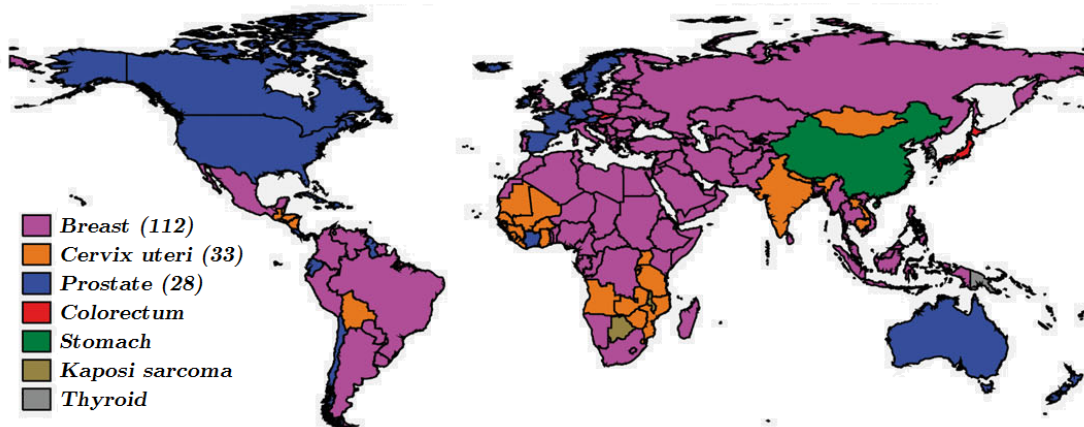 Breast (112)
Cervix uteri (33)
Prostate (28)
Colorectum
Stomach
Kaposi sarcoma
Thyroid